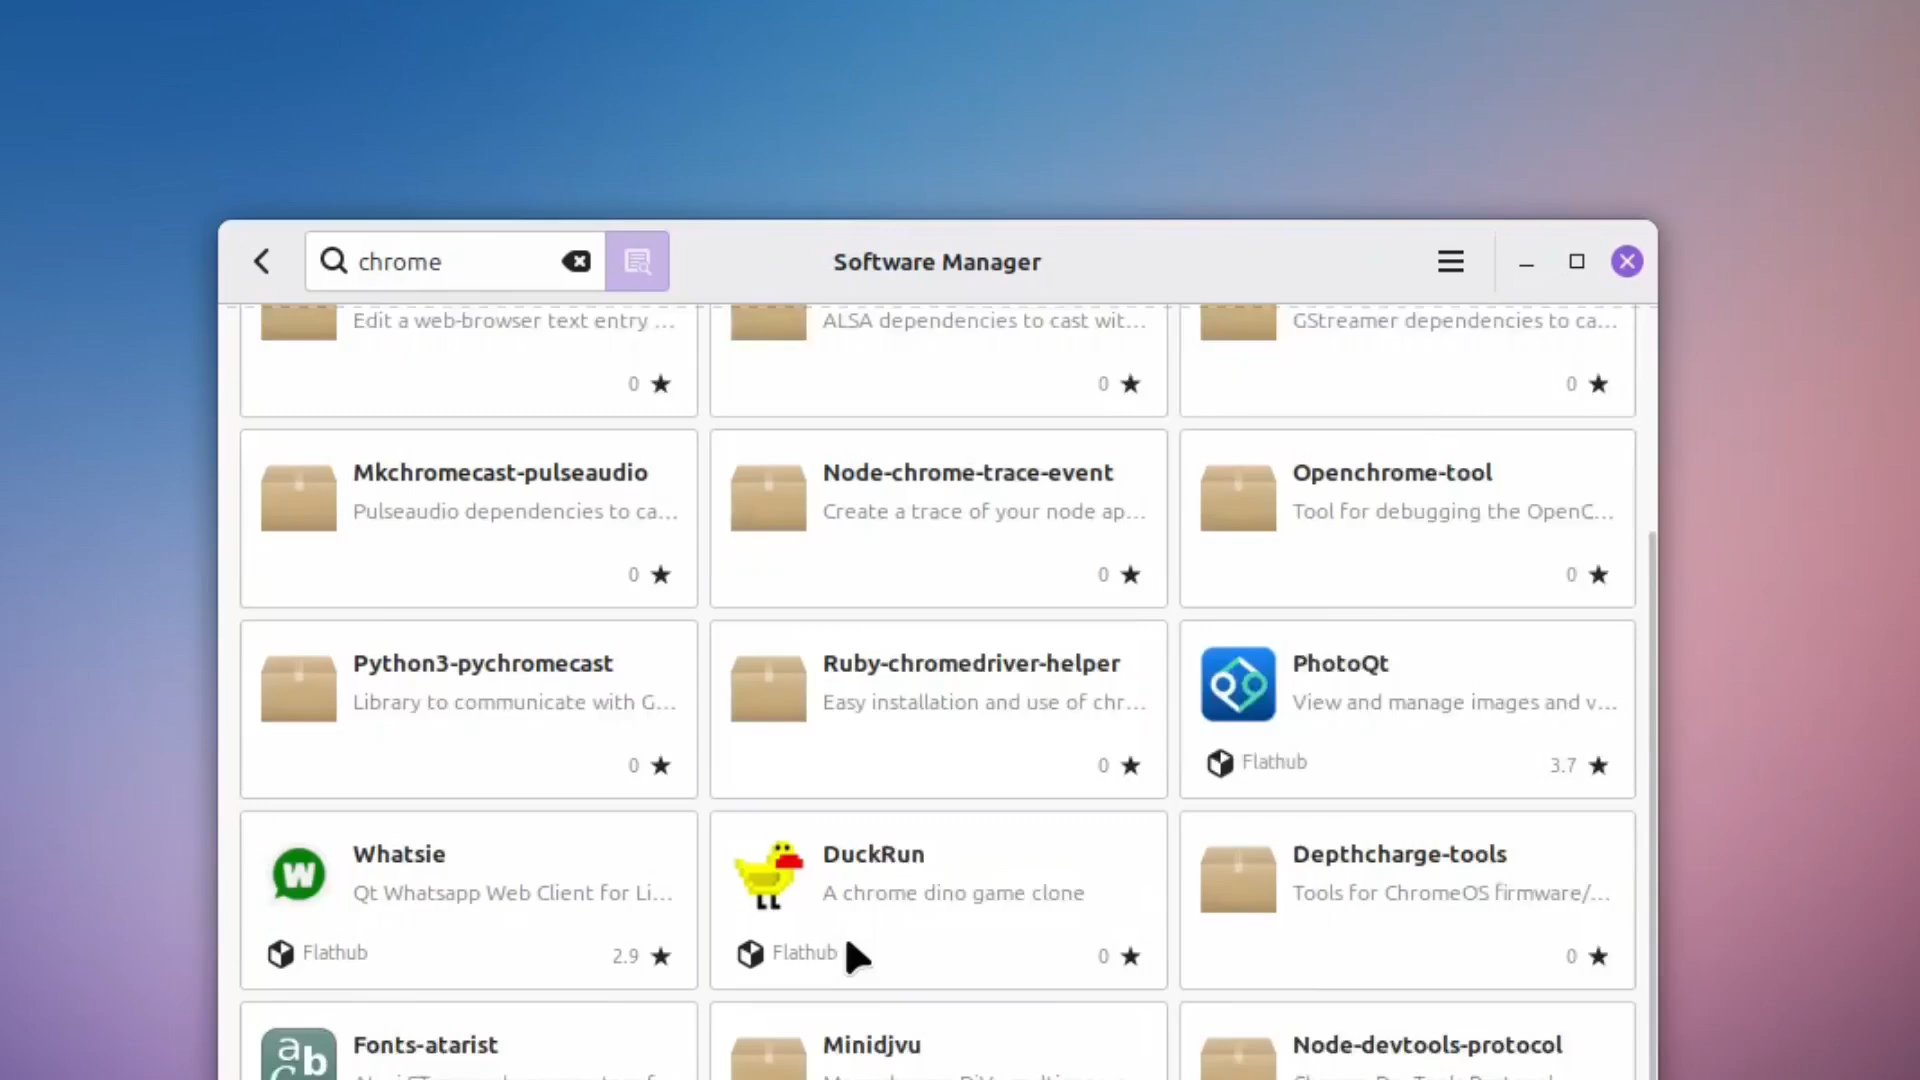 chrome
Software Manager
Edit a web-browser text entry ...
ALSA dependencies to cast wit...
GStreamer dependencies to ca...
0
0
0
Mkchromecast-pulseaudio
Pulseaudio dependencies to ca...
0
Node-chrome-trace-event
Create a trace of your node ap...
0
Openchrome-tool
Tool for debugging the OpenC...
0
Python3-pychromecast
Library to communicate with G...
0
Ruby-chromedriver-helper
Easy installation and use of chr...
0
PhotoQt
View and manage images and v...
Flathub
3.7
W
Whatsie
Qt Whatsapp Web Client for Li...
Flathub
2.9
DuckRun
A chrome dino game clone
Flathub
0
Depthcharge-tools
Tools for ChromeOS firmware/...
0
ab
Fonts-atarist
Minidjvu
Node-devtools-protocol